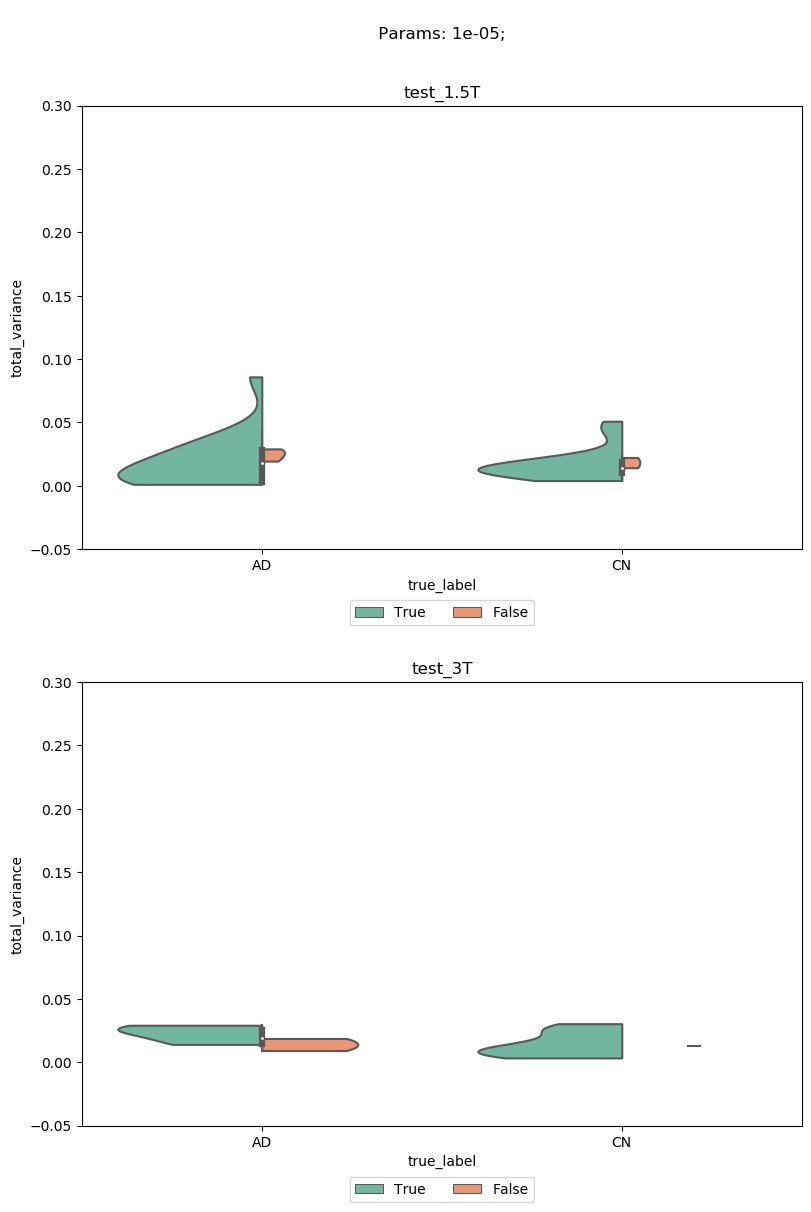 Params: 1e-05;
test_1.5T
0.30
0.25
0.20
0.15
0.10
0.05
0.00
−0.05
total_variance
AD CN
true_label
True False
test_3T
0.30
0.25
0.20
0.15
0.10
0.05
0.00
−0.05
total_variance
AD CN
true_label
True False